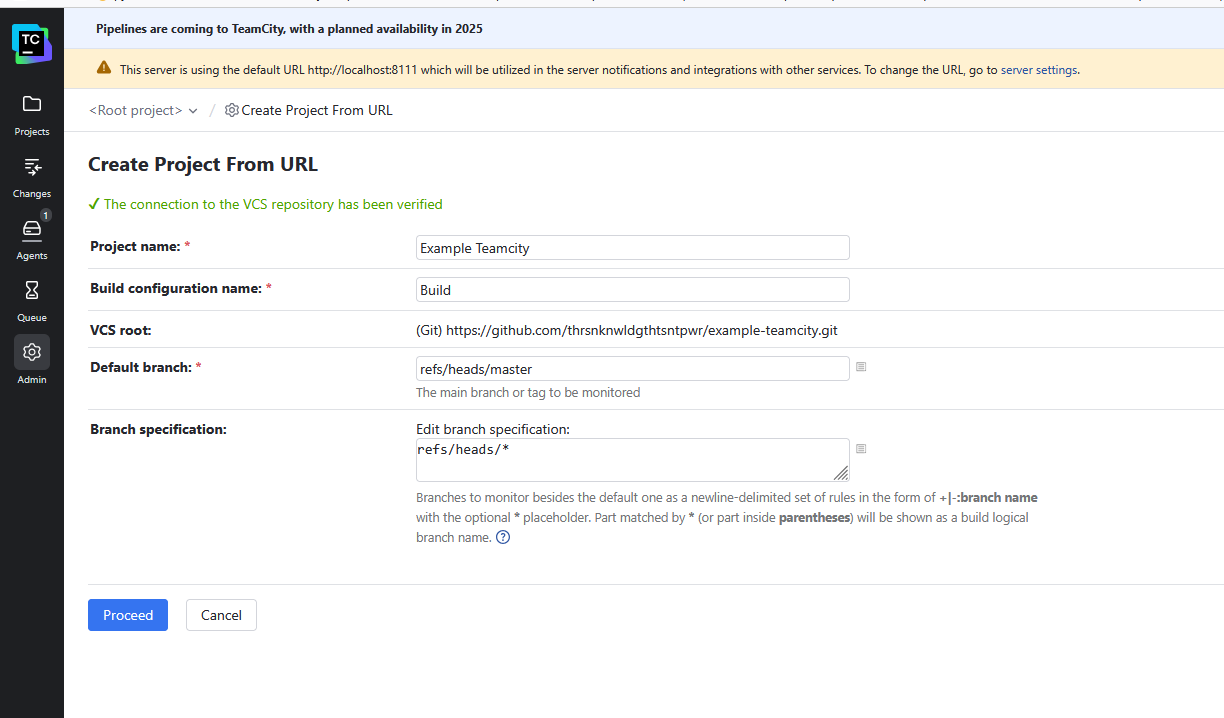 TC
Pipelines are coming to TeamCity, with a planned availability in 2025
This server is using the default URL http://localhost:8111 which will be utilized in the server notifications and integrations with other services. To change the URL, go to server settings.
<Root project> / Create Project From URL
Projects
Changes
1
Agents
Queue
Admin
Create Project From URL
✓ The connection to the VCS repository has been verified
Project name: * Example Teamcity
Build configuration name: * Build
VCS root: (Git) https://github.com/thrsnknwldgthtsntpwr/example-teamcity.git
Default branch: * refs/heads/master
The main branch or tag to be monitored
Branch specification: Edit branch specification:
refs/heads/*
Branches to monitor besides the default one as a newline-delimited set of rules in the form of +|-:branch name
with the optional * placeholder. Part matched by * (or part inside parentheses) will be shown as a build logical
branch name. ?
Proceed Cancel